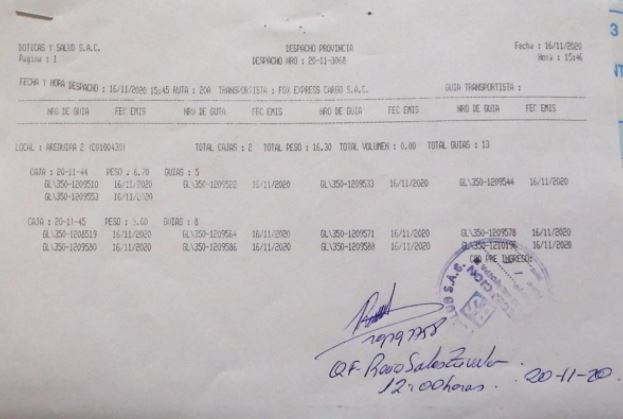 BOTICAS Y SALUD S.A.C. DESPACHO PROVINCIA Fecha : 16/11/2020
Pagina : 1 DESPACHO NRO : 20-11-3068 Hora : 15:46
FECHA Y HORA DESPACHO : 16/11/2020 15:45 RUTA : 20A TRANSPORTISTA : FOX EXPRESS CARGO S.A.C. GUIA TRANSPORTISTA :
NRO DE GUIA FEC EMIS NRO DE GUIA FEC EMIS NRO DE GUIA FEC EMIS NRO DE GUIA FEC EMIS
LOCAL : AREQUIPA 2 (C0100430) TOTAL CAJAS : 2 TOTAL PESO : 16.30 TOTAL VOLUMEN : 0.00 TOTAL GUIAS : 13
CAJA : 20-11-44 PESO : 6.70 GUIAS : 5
GL\350-1209510 16/11/2020 GL\350-1209522 16/11/2020 GL\350-1209533 16/11/2020 GL\350-1209544 16/11/2020
GL\350-1209553 16/11/2020
CAJA : 20-11-45 PESO : 9.60 GUIAS : 8
GL\350-1208519 16/11/2020 GL\350-1209564 16/11/2020 GL\350-1209571 16/11/2020 GL\350-1209578 16/11/2020
GL\350-1209580 16/11/2020 GL\350-1209586 16/11/2020 GL\350-1209588 16/11/2020 GL\350-1210196 16/11/2020
COD PRE INGRESO:
S.A.C.
Q.F. Rocio Sales
12:00horas. 20-11-20.